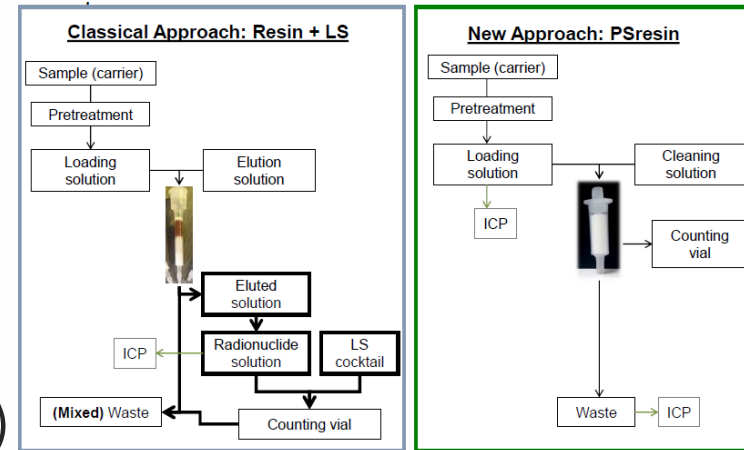 Classical Approach: Resin + LS
Sample (carrier)
Pretreatment
Loading
solution
Elution
solution
Eluted
solution
Radionuclide
solution
LS
cocktail
ICP
(Mixed) Waste
Counting vial
New Approach: PSresin
Sample (carrier)
Pretreatment
Loading
solution
Cleaning
solution
ICP
Counting
vial
Waste
ICP